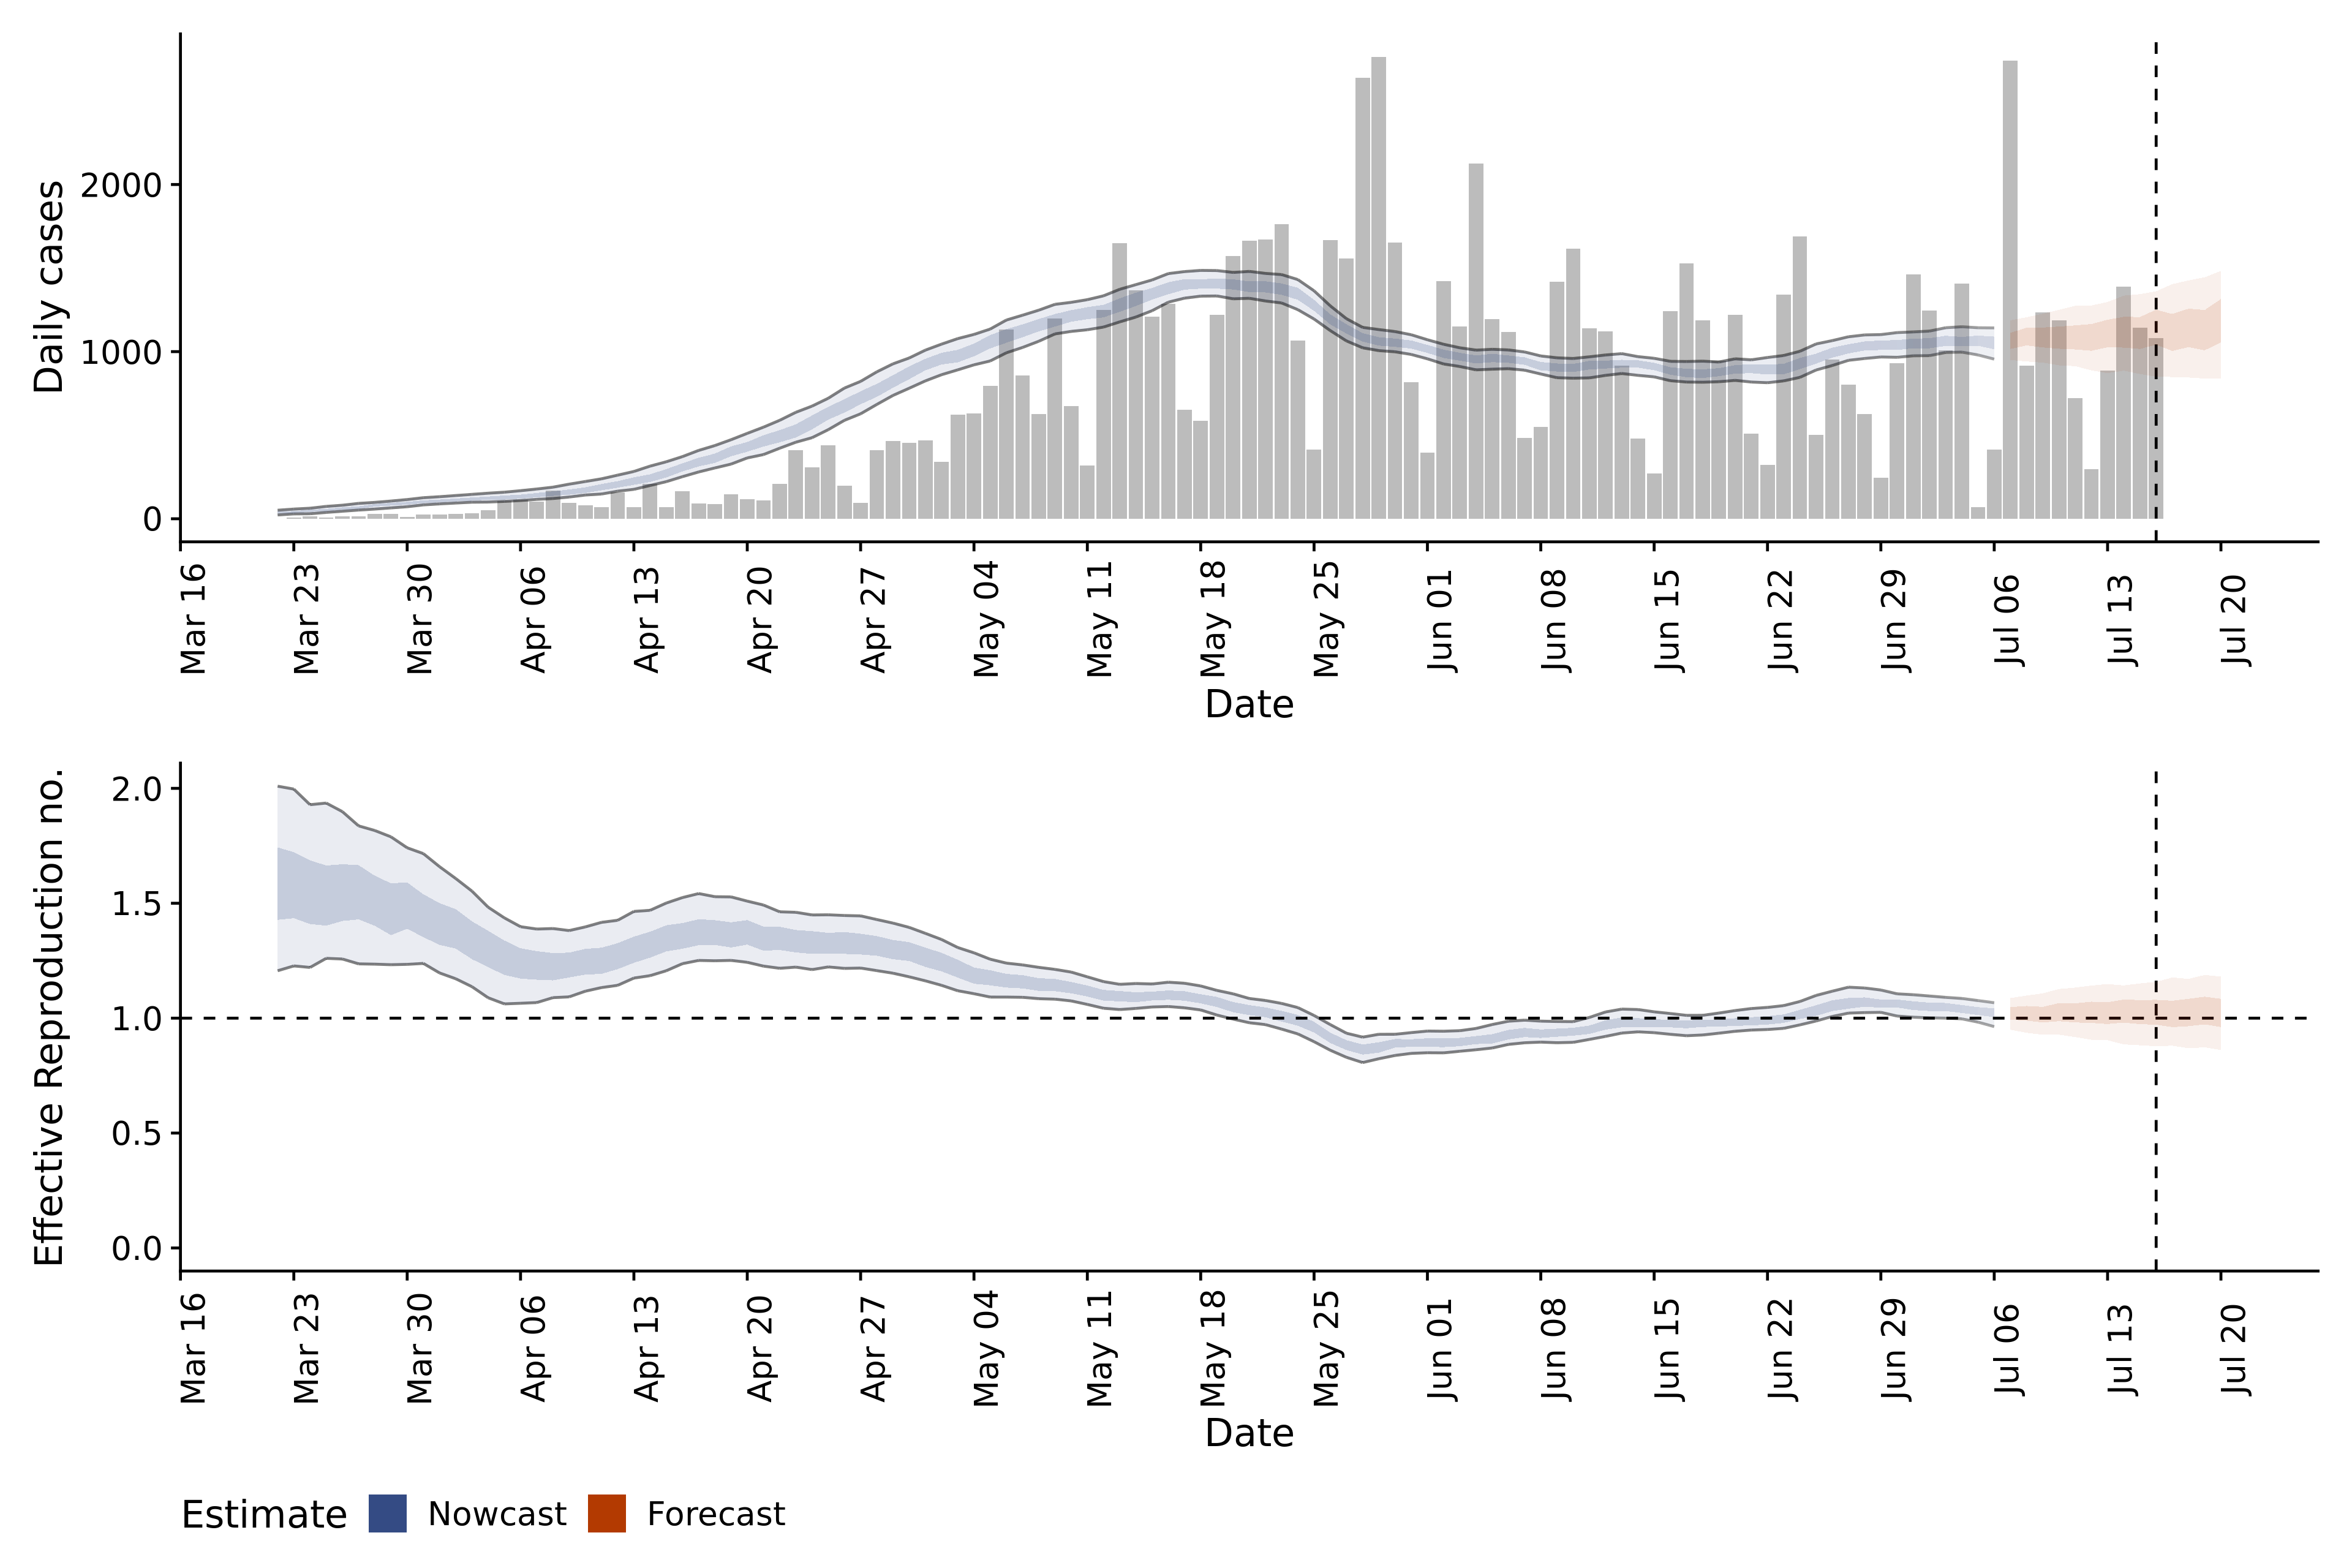 Daily cases
2000
1000
0
Mar 16 Mar 23 Mar 30 Apr 06 Apr 13 Apr 20 Apr 27 May 04 May 11 May 18 May 25 Jun 01 Jun 08 Jun 15 Jun 22 Jun 29 Jul 06 Jul 13 Jul 20
Date
Effective Reproduction no.
2.0
1.5
1.0
0.5
0.0
Mar 16 Mar 23 Mar 30 Apr 06 Apr 13 Apr 20 Apr 27 May 04 May 11 May 18 May 25 Jun 01 Jun 08 Jun 15 Jun 22 Jun 29 Jul 06 Jul 13 Jul 20
Date
Estimate Nowcast Forecast